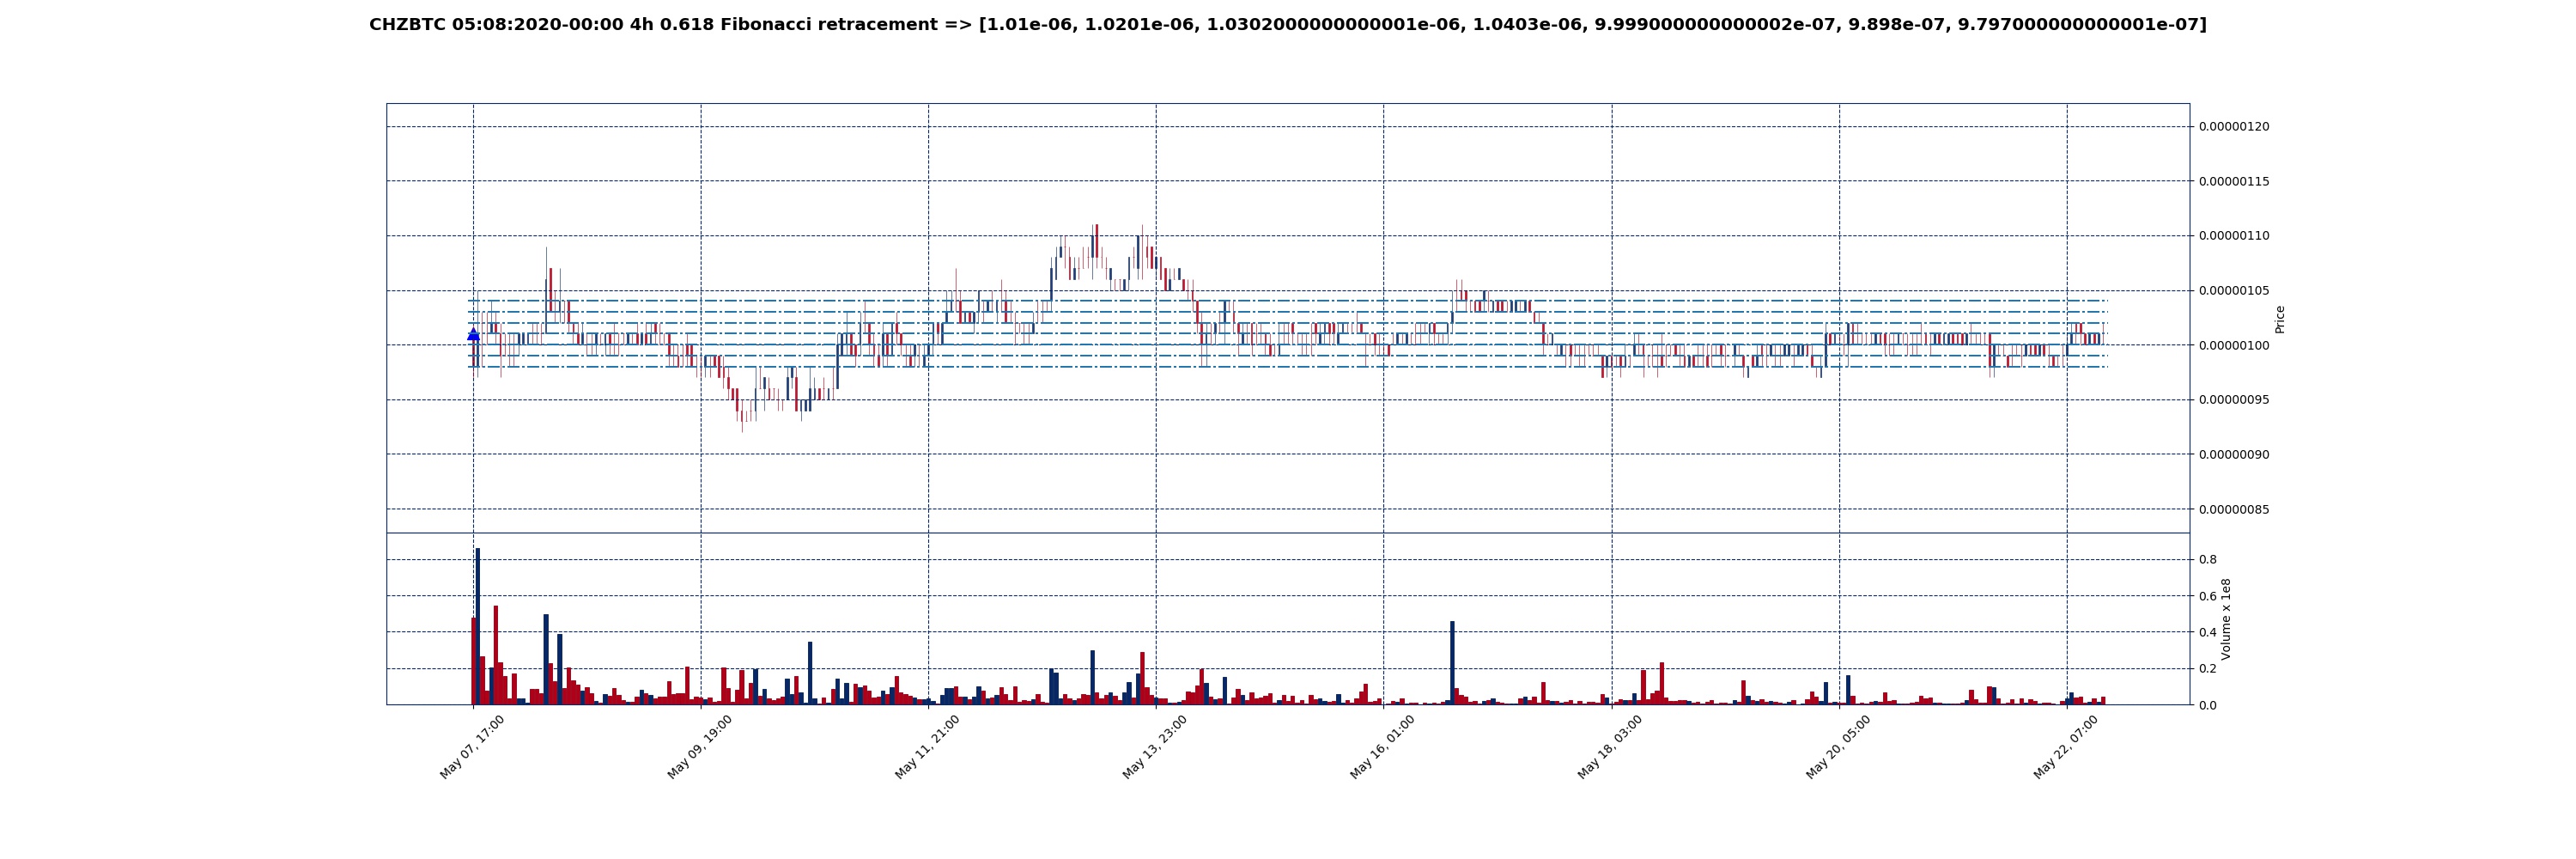 CHZBTC 05:08:2020-00:00 4h 0.618 Fibonacci retracement => [1.01e-06, 1.0201e-06, 1.0302000000000001e-06, 1.0403e-06, 9.999000000000002e-07, 9.898e-07, 9.797000000000001e-07]
0.00000120
0.00000115
0.00000110
0.00000105
0.00000100
0.00000095
0.00000090
0.00000085
Price
0.8
0.6
0.4
0.2
0.0
Volume x 1e8
May 07, 17:00
May 09, 19:00
May 11, 21:00
May 13, 23:00
May 16, 01:00
May 18, 03:00
May 20, 05:00
May 22, 07:00